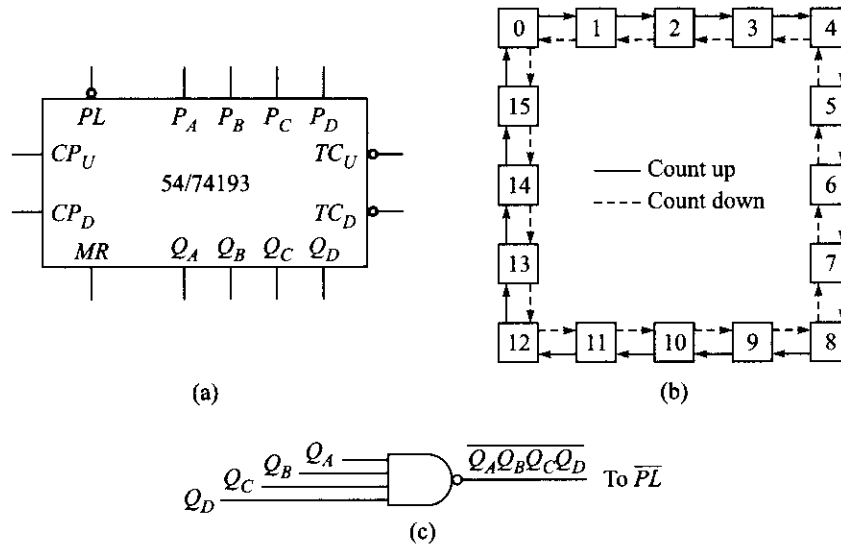 PL P_A P_B P_C P_D
CP_U TC_U
54/74193
CP_D TC_D
MR Q_A Q_B Q_C Q_D
(a)
0 1 2 3 4
15 5
14 6
13 7
12 11 10 9 8
Count up
Count down
(b)
Q_A
Q_B
Q_C
Q_D
\overline{Q_A Q_B Q_C Q_D}
To \overline{PL}
(c)